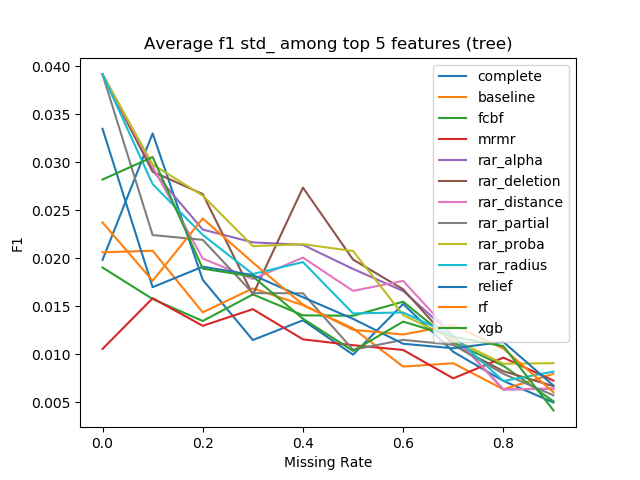 Average f1 std_ among top 5 features (tree)
F1
0.040
0.035
0.030
0.025
0.020
0.015
0.010
0.005
0.0
0.2
0.4
0.6
0.8
Missing Rate
complete
baseline
fcbf
mrmr
rar_alpha
rar_deletion
rar_distance
rar_partial
rar_proba
rar_radius
relief
rf
xgb